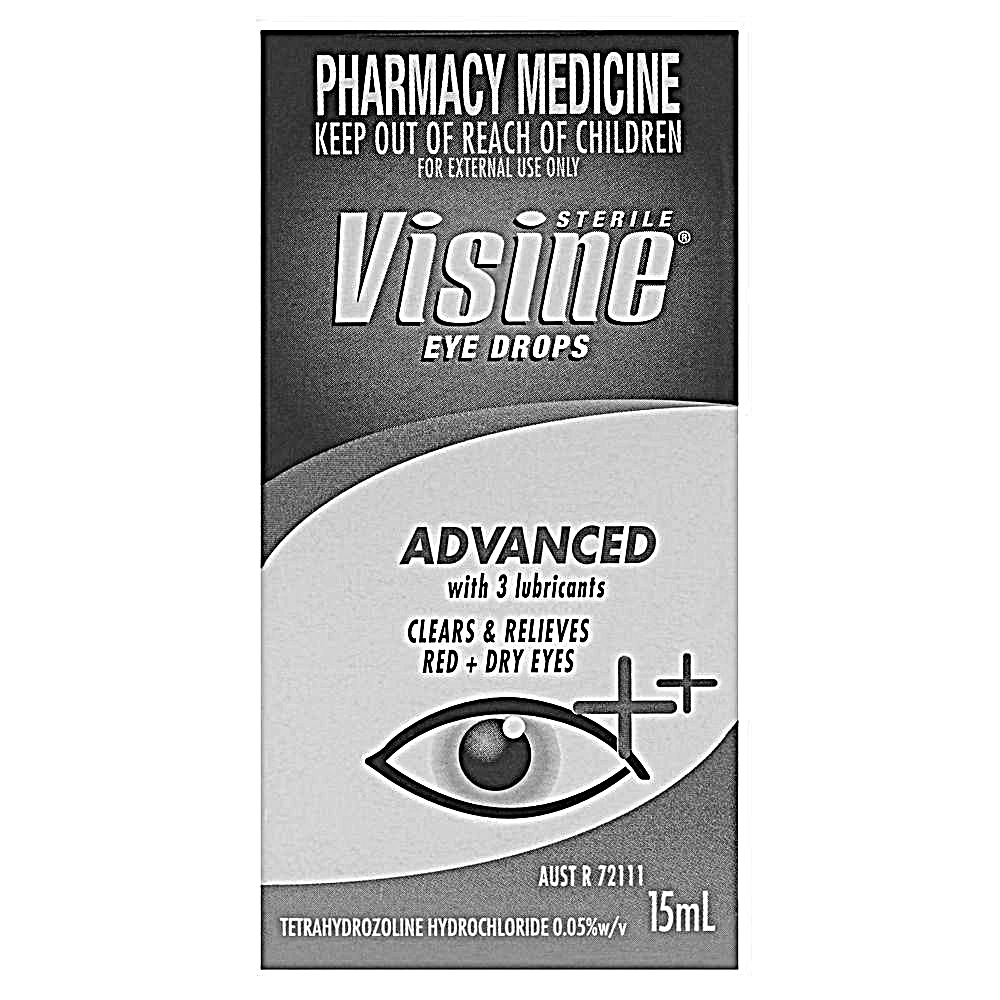 PHARMACY MEDICINE
KEEP OUT OF REACH OF CHILDREN
FOR EXTERNAL USE ONLY
STERILE
Visine®
EYE DROPS
ADVANCED
with 3 lubricants
CLEARS & RELIEVES
RED + DRY EYES
AUST R 72111
15mL
TETRAHYDROZOLINE HYDROCHLORIDE 0.05%w/v